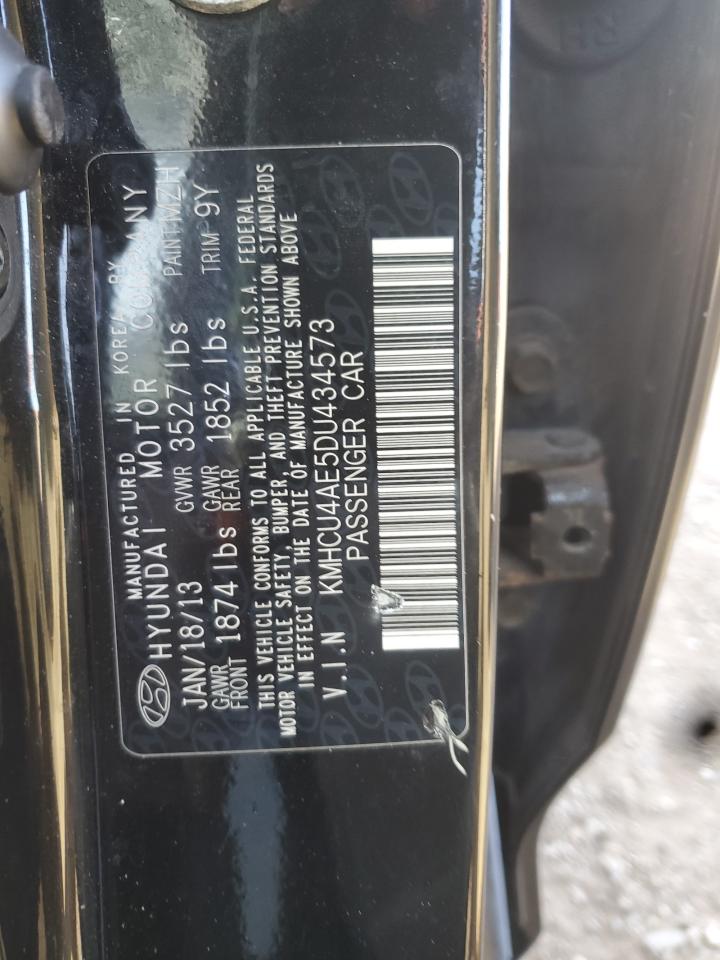 MANUFACTURED IN KOREA BY
HYUNDAI MOTOR COMPANY
JAN/18/13 GVWR 3527 lbs PAINT MZH
GAWR FRONT 1874 lbs GAWR REAR 1852 lbs TRIM 9Y
THIS VEHICLE CONFORMS TO ALL APPLICABLE U.S.A. FEDERAL
MOTOR VEHICLE SAFETY, BUMPER, AND THEFT PREVENTION STANDARDS
IN EFFECT ON THE DATE OF MANUFACTURE SHOWN ABOVE
V.I.N KMHCU4AE5DU434573
PASSENGER CAR